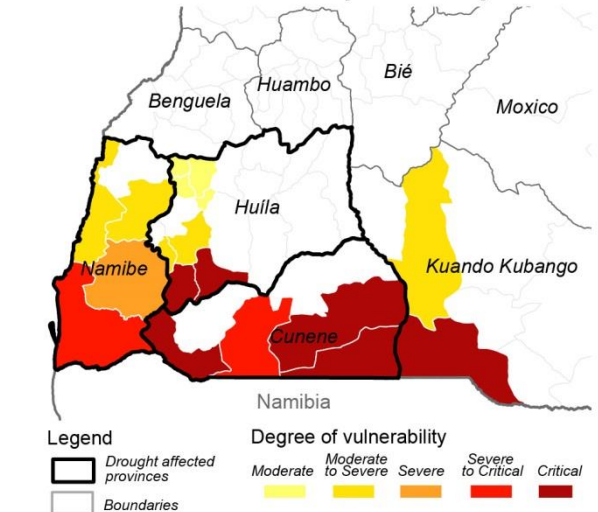 Bié
Huambo
Benguela
Moxico
Huíla
Namibe
Kuando Kubango
Cunene
Namibia
Legend
Drought affected
provinces
Boundaries
Degree of vulnerability
Moderate
Moderate
to Severe
Severe
Severe
to Critical
Critical